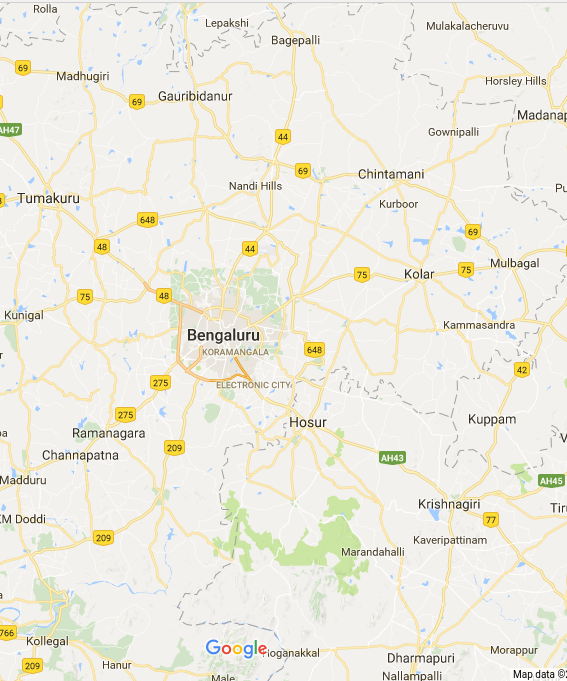 Rolla
Lepakshi
Mulakalacheruvu
Bagepalli
69
Madhugiri
Horsley Hills
Gauribidanur
69
Madanap
AH47
44
Gownipalli
69
Chintamani
Nandi Hills
Tumakuru
Kurboor
648
69
48
44
Mulbagal
75
Kolar
75
75
48
Kunigal
Kammasandra
Bengaluru
KORAMANGALA
648
42
275
ELECTRONIC CITY
275
Hosur
Kuppam
Ramanagara
209
Channapatna
AH43
Madduru
AH45
Krishnagiri
KM Doddi
77
Tirr
209
Kaveripattinam
Marandahalli
766
Kollegal
Google
Hogenakkal
Morappur
209
Hanur
Dharmapuri
Nallampalli
Male
Map data ©2